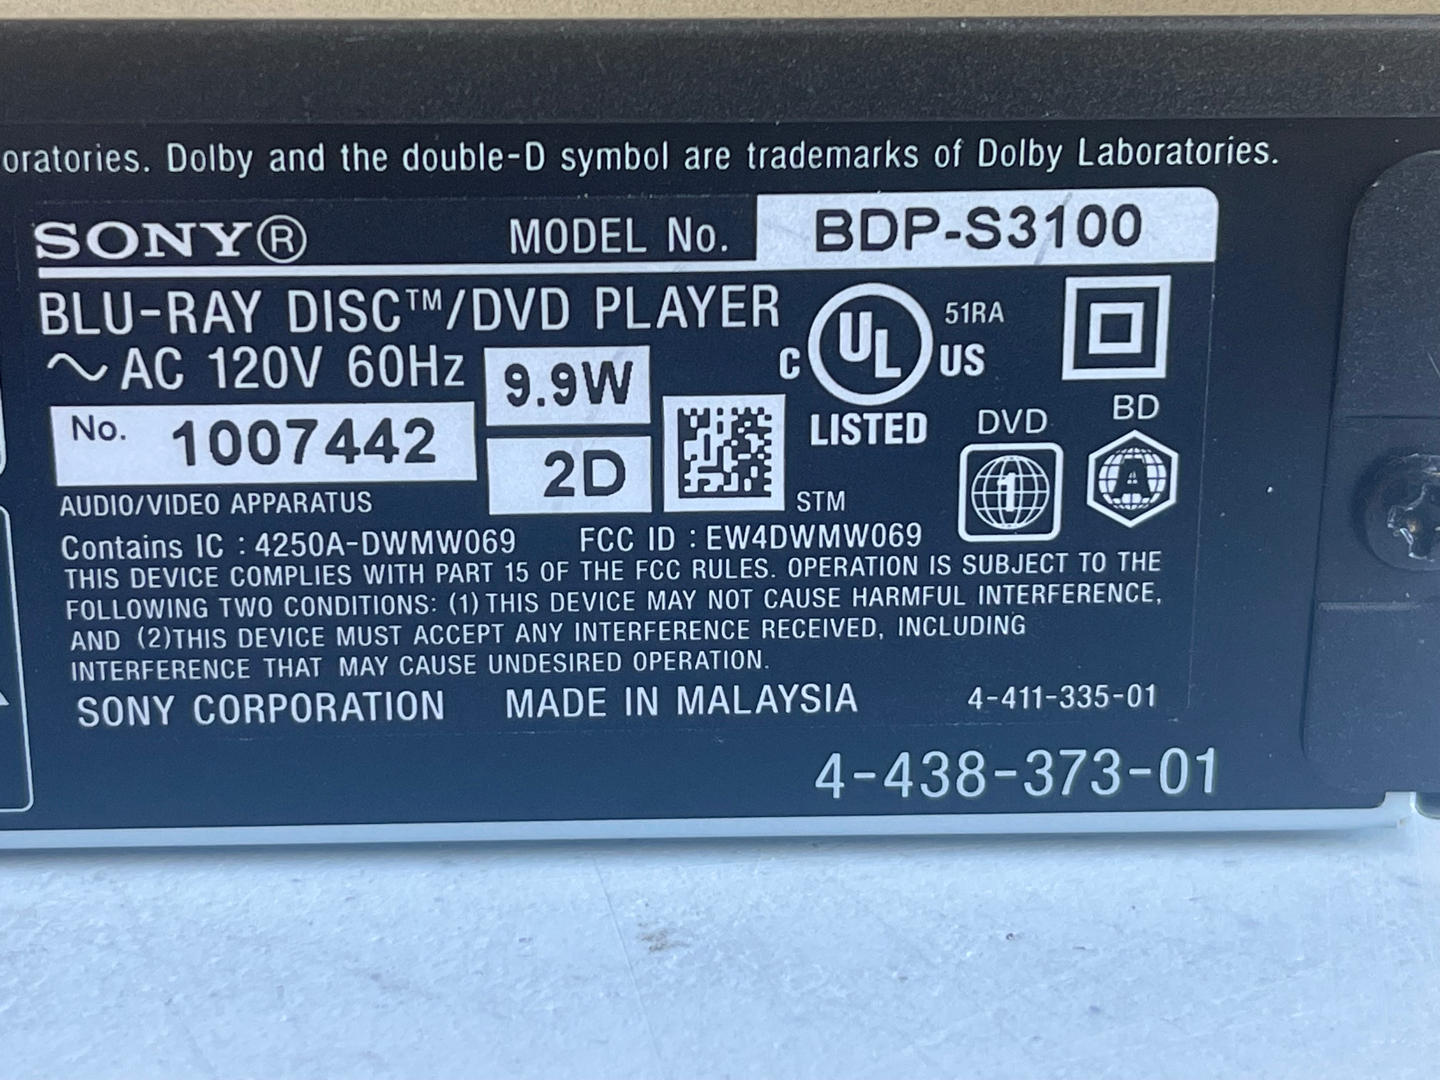 oratories. Dolby and the double-D symbol are trademarks of Dolby Laboratories.
SONY® MODEL No. BDP-S3100
BLU-RAY DISC™/DVD PLAYER
~ AC 120V 60Hz 9.9W
No. 1007442 2D
C UL US 51RA
LISTED
STM
DVD
1
BD
A
AUDIO/VIDEO APPARATUS
Contains IC : 4250A-DWMW069 FCC ID : EW4DWMW069
THIS DEVICE COMPLIES WITH PART 15 OF THE FCC RULES. OPERATION IS SUBJECT TO THE
FOLLOWING TWO CONDITIONS: (1) THIS DEVICE MAY NOT CAUSE HARMFUL INTERFERENCE,
AND (2)THIS DEVICE MUST ACCEPT ANY INTERFERENCE RECEIVED, INCLUDING
INTERFERENCE THAT MAY CAUSE UNDESIRED OPERATION.
SONY CORPORATION MADE IN MALAYSIA 4-411-335-01
4-438-373-01